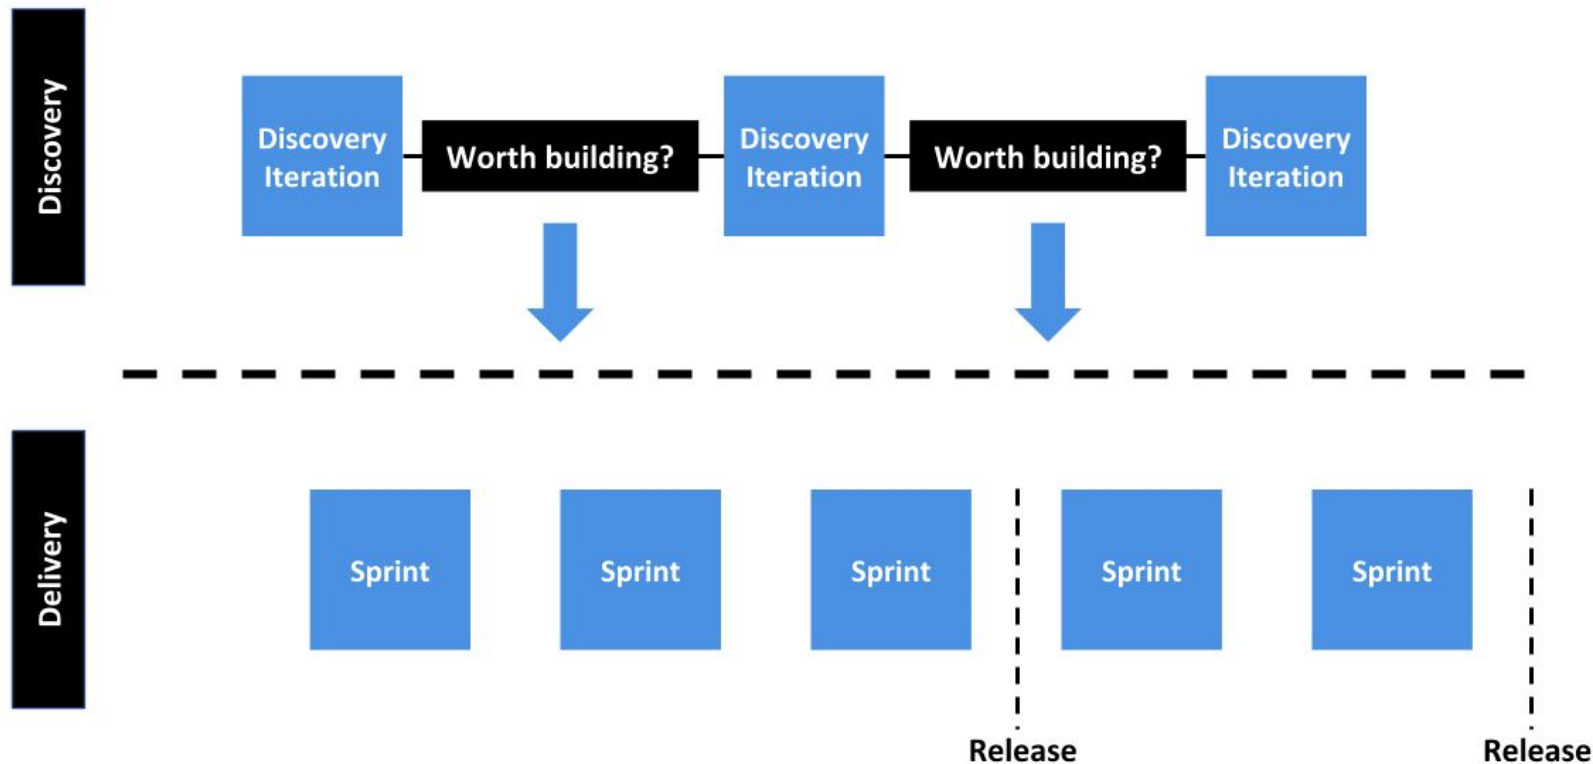 Discovery
Discovery
Iteration
Worth building?
Discovery
Iteration
Worth building?
Discovery
Iteration
Delivery
Sprint
Sprint
Sprint
Sprint
Sprint
Release
Release